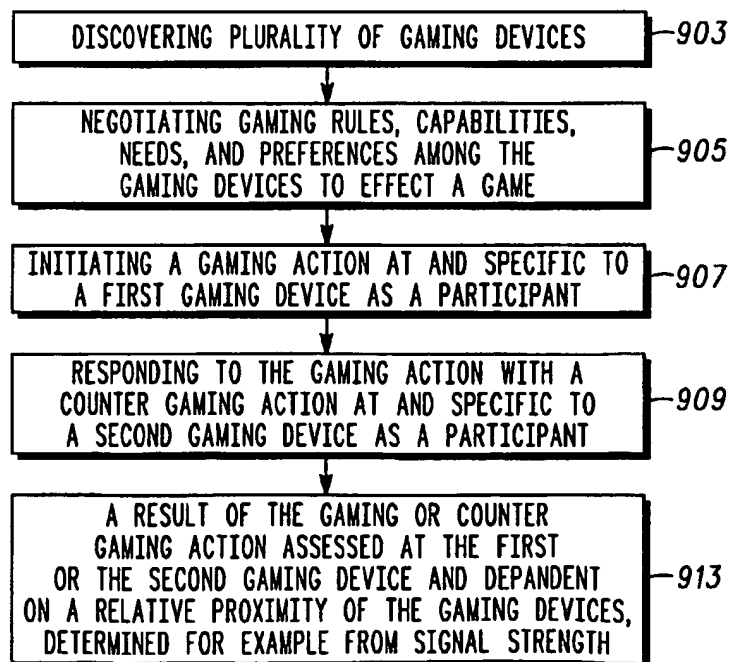 DISCOVERING PLURALITY OF GAMING DEVICES
903
NEGOTIATING GAMING RULES, CAPABILITIES,
NEEDS, AND PREFERENCES AMONG THE
GAMING DEVICES TO EFFECT A GAME
905
INITIATING A GAMING ACTION AT AND SPECIFIC TO
A FIRST GAMING DEVICE AS A PARTICIPANT
907
RESPONDING TO THE GAMING ACTION WITH A
COUNTER GAMING ACTION AT AND SPECIFIC TO
A SECOND GAMING DEVICE AS A PARTICIPANT
909
A RESULT OF THE GAMING OR COUNTER
GAMING ACTION ASSESSED AT THE FIRST
OR THE SECOND GAMING DEVICE AND DEPANDENT
ON A RELATIVE PROXIMITY OF THE GAMING DEVICES,
DETERMINED FOR EXAMPLE FROM SIGNAL STRENGTH
913